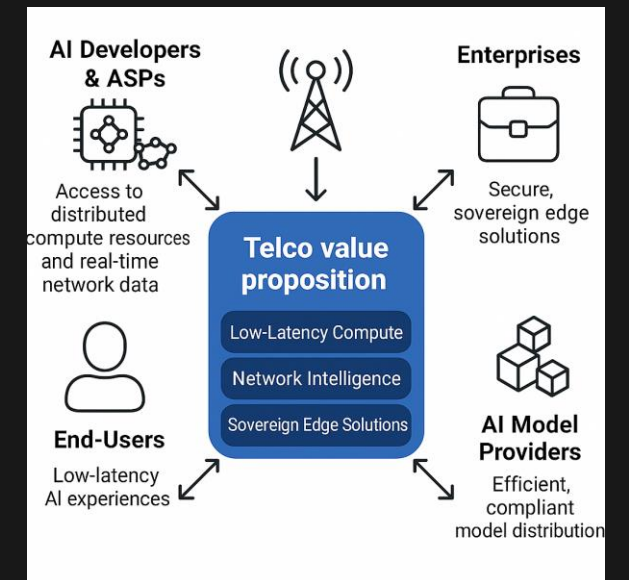 AI Developers
& ASPs
Access to
distributed
compute resources
and real-time
network data
Enterprises
Secure,
sovereign edge
solutions
Telco value
proposition
Low-Latency Compute
Network Intelligence
Sovereign Edge Solutions
End-Users
Low-latency
AI experiences
AI Model
Providers
Efficient,
compliant
model distribution